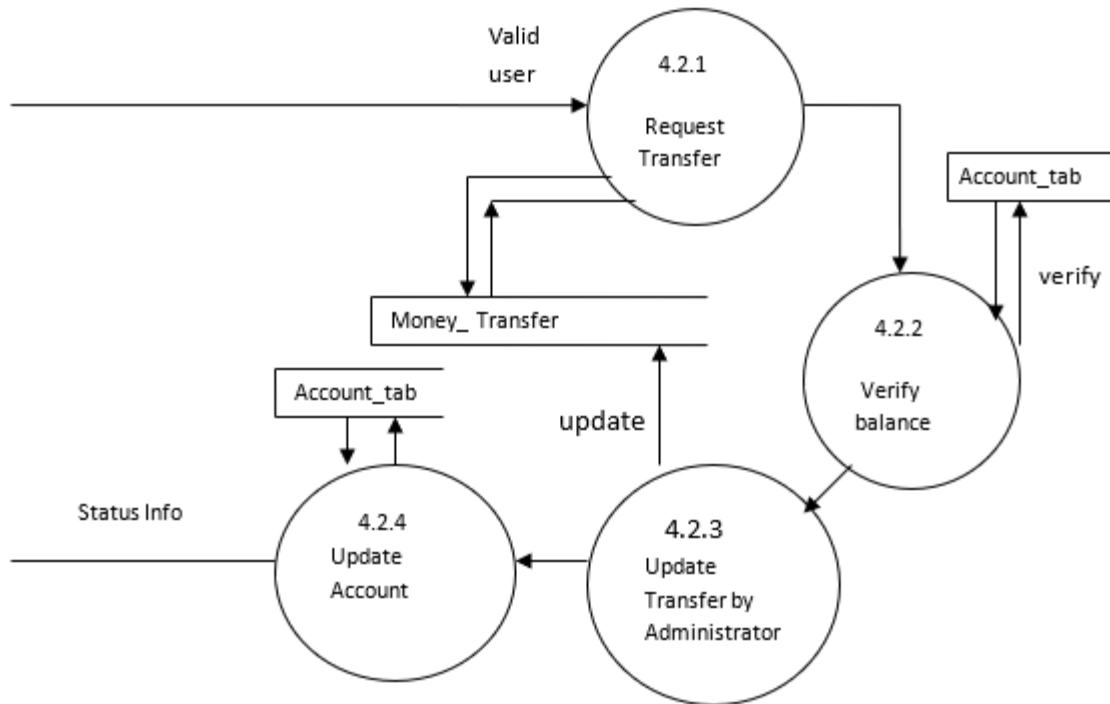 Valid
user
4.2.1
Request
Transfer
Account_tab
verify
Money_ Transfer
4.2.2
Verify
balance
Account_tab
update
Status Info
4.2.4
Update
Account
4.2.3
Update
Transfer by
Administrator